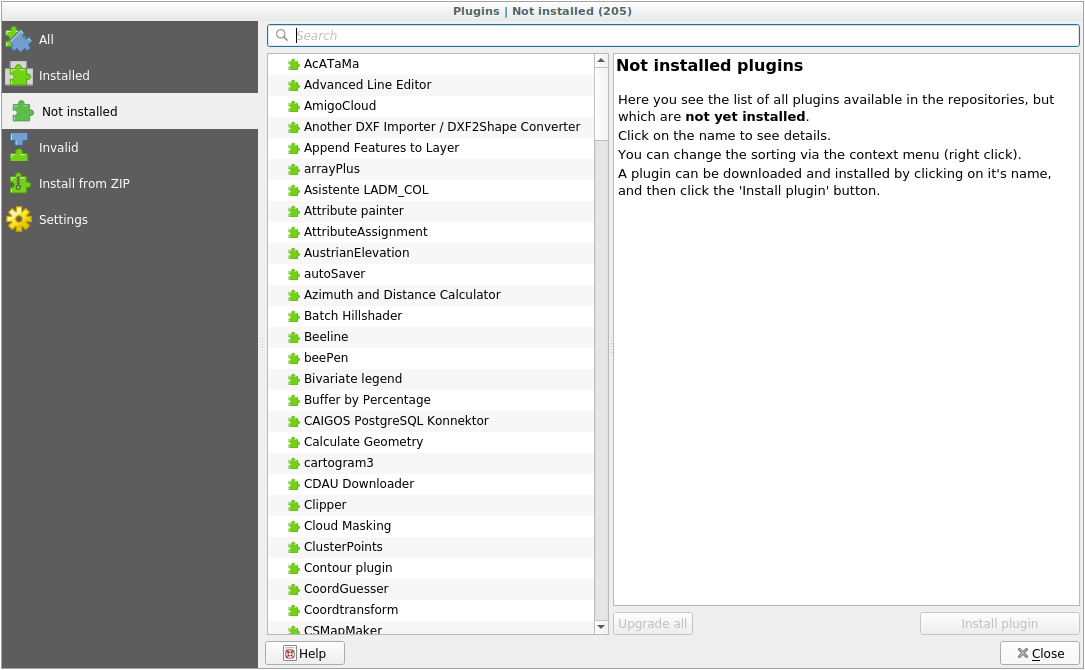 Plugins | Not installed (205)
All
Installed
Not installed
Invalid
Install from ZIP
Settings
Search
AcATaMa
Advanced Line Editor
AmigoCloud
Another DXF Importer / DXF2Shape Converter
Append Features to Layer
arrayPlus
Asistente LADM_COL
Attribute painter
AttributeAssignment
AustrianElevation
autoSaver
Azimuth and Distance Calculator
Batch Hillshader
Beeline
beePen
Bivariate legend
Buffer by Percentage
CAIGOS PostgreSQL Konnektor
Calculate Geometry
cartogram3
CDAU Downloader
Clipper
Cloud Masking
ClusterPoints
Contour plugin
CoordGuesser
Coordtransform
CSMapMaker
Not installed plugins
Here you see the list of all plugins available in the repositories, but
which are not yet installed.
Click on the name to see details.
You can change the sorting via the context menu (right click).
A plugin can be downloaded and installed by clicking on it's name,
and then click the 'Install plugin' button.
Upgrade all
Install plugin
Help
Close